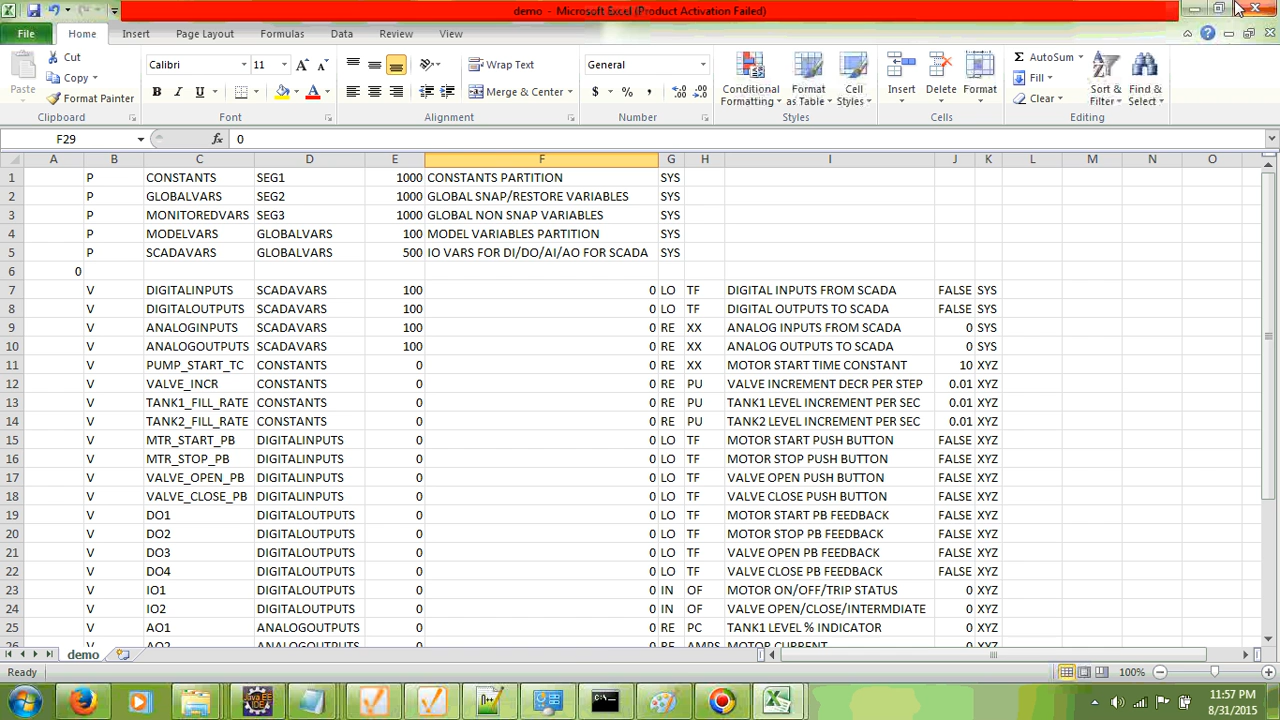 demo - Microsoft Excel (Product Activation Failed)
File Home Insert Page Layout Formulas Data Review View
Paste Cut Copy Format Painter
Calibri 11
B I U A
Wrap Text
Merge & Center
General
$ % ,
Conditional Formatting Format as Table Cell Styles
Insert Delete Format
Σ AutoSum Fill Clear Sort & Filter Find & Select
Clipboard Font Alignment Number Styles Cells Editing
F29 fx 0
A B C D E F G H I J K L M N O
1 P CONSTANTS SEG1 1000 CONSTANTS PARTITION SYS
2 P GLOBALVARS SEG2 1000 GLOBAL SNAP/RESTORE VARIABLES SYS
3 P MONITOREDVARS SEG3 1000 GLOBAL NON SNAP VARIABLES SYS
4 P MODELVARS GLOBALVARS 100 MODEL VARIABLES PARTITION SYS
5 P SCADAVARS GLOBALVARS 500 IO VARS FOR DI/DO/AI/AO FOR SCADA SYS
6 0
7 V DIGITALINPUTS SCADAVARS 100 0 LO TF DIGITAL INPUTS FROM SCADA FALSE SYS
8 V DIGITALOUTPUTS SCADAVARS 100 0 LO TF DIGITAL OUTPUTS TO SCADA FALSE SYS
9 V ANALOGINPUTS SCADAVARS 100 0 RE XX ANALOG INPUTS FROM SCADA 0 SYS
10 V ANALOGOUTPUTS SCADAVARS 100 0 RE XX ANALOG OUTPUTS TO SCADA 0 SYS
11 V PUMP_START_TC CONSTANTS 0 0 RE XX MOTOR START TIME CONSTANT 10 XYZ
12 V VALVE_INCR CONSTANTS 0 0 RE PU VALVE INCREMENT DECR PER STEP 0.01 XYZ
13 V TANK1_FILL_RATE CONSTANTS 0 0 RE PU TANK1 LEVEL INCREMENT PER SEC 0.01 XYZ
14 V TANK2_FILL_RATE CONSTANTS 0 0 RE PU TANK2 LEVEL INCREMENT PER SEC 0.01 XYZ
15 V MTR_START_PB DIGITALINPUTS 0 0 LO TF MOTOR START PUSH BUTTON FALSE XYZ
16 V MTR_STOP_PB DIGITALINPUTS 0 0 LO TF MOTOR STOP PUSH BUTTON FALSE XYZ
17 V VALVE_OPEN_PB DIGITALINPUTS 0 0 LO TF VALVE OPEN PUSH BUTTON FALSE XYZ
18 V VALVE_CLOSE_PB DIGITALINPUTS 0 0 LO TF VALVE CLOSE PUSH BUTTON FALSE XYZ
19 V DO1 DIGITALOUTPUTS 0 0 LO TF MOTOR START PB FEEDBACK FALSE XYZ
20 V DO2 DIGITALOUTPUTS 0 0 LO TF MOTOR STOP PB FEEDBACK FALSE XYZ
21 V DO3 DIGITALOUTPUTS 0 0 LO TF VALVE OPEN PB FEEDBACK FALSE XYZ
22 V DO4 DIGITALOUTPUTS 0 0 LO TF VALVE CLOSE PB FEEDBACK FALSE XYZ
23 V IO1 DIGITALOUTPUTS 0 0 IN OF MOTOR ON/OFF/TRIP STATUS 0 XYZ
24 V IO2 DIGITALOUTPUTS 0 0 IN OF VALVE OPEN/CLOSE/INTERMDIATE 0 XYZ
25 V AO1 ANALOGOUTPUTS 0 0 RE PC TANK1 LEVEL % INDICATOR 0 XYZ
26 V AO2 ANALOGOUTPUTS 0 0 RE AMPS MOTOR CURRENT 0 XYZ
demo
Ready 100%
Java EE IDE
11:57 PM
8/31/2015